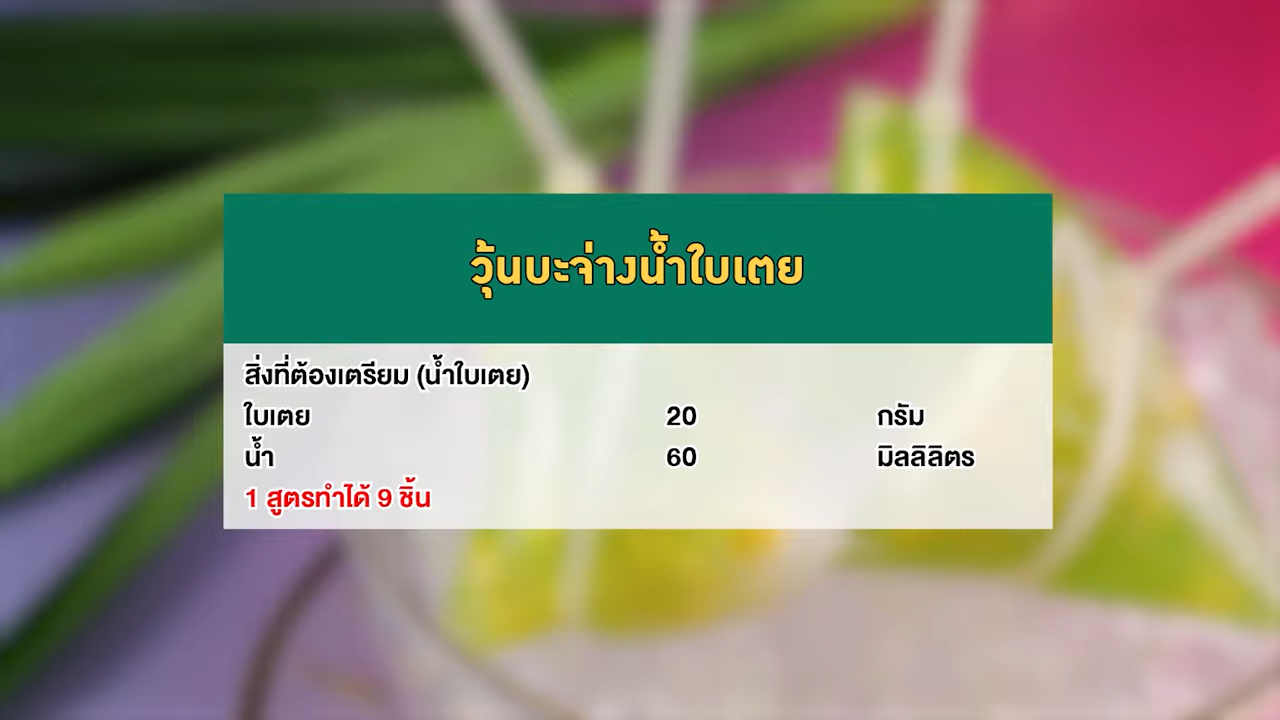 วุ้นบะจ่างน้ำใบเตย
สิ่งที่ต้องเตรียม (น้ำใบเตย)
ใบเตย 20 กรัม
น้ำ 60 มิลลิลิตร
1 สูตรทำได้ 9 ชิ้น